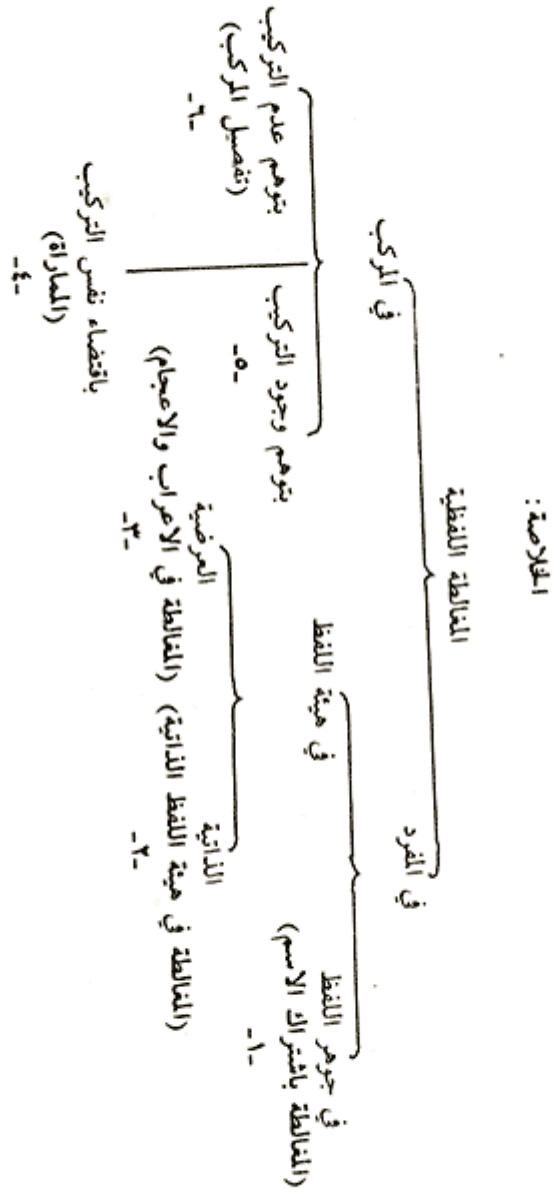 الخلاصة :
المغالطة اللفظية
في المفرد
في المركب
في جوهر اللفظ
(المغالطة باشتراك الاسم)
-١-
في هيئة اللفظ
الذاتية
(المغالطة في هيئة اللفظ الذاتية)
-٢-
العرضية
(المغالطة في الاعراب والاعجام)
-٣-
باقتضاء نفس التركيب
(المماراة)
-٤-
بتوهم وجود التركيب
-٥-
بتوهم عدم التركيب
(تفصيل المركب)
-٦-